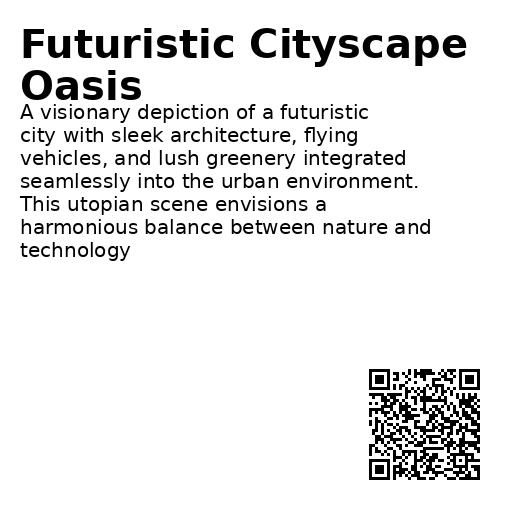 Futuristic Cityscape
Oasis
A visionary depiction of a futuristic
city with sleek architecture, flying
vehicles, and lush greenery integrated
seamlessly into the urban environment.
This utopian scene envisions a
harmonious balance between nature and
technology